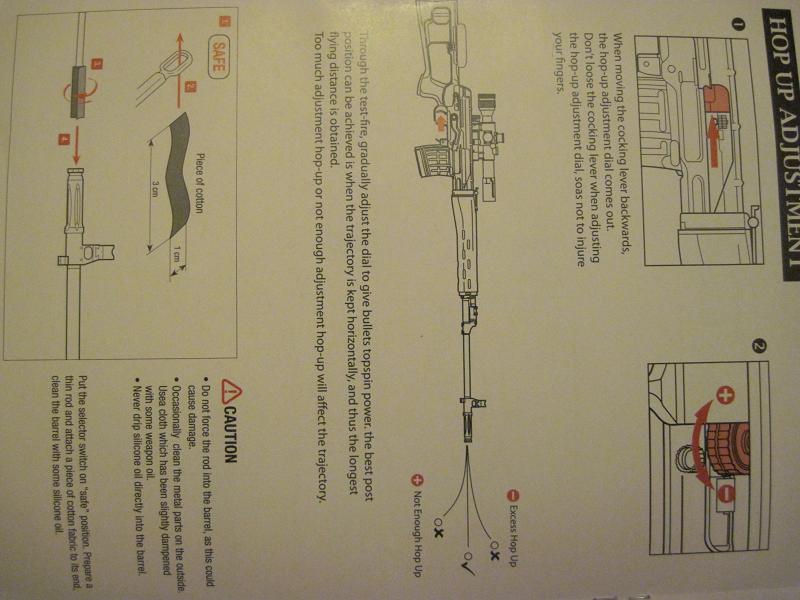 HOP UP ADJUSTMENT
1
2
When moving the cocking lever backwards,
the hop-up adjustment dial comes out.
Don't loose the cocking lever when adjusting
the hop-up adjustment dial, soas not to injure
your fingers.
Excess Hop Up
Not Enough Hop Up
Through the test-fire, gradually adjust the dial to give bullets topspin power. the best post
position can be achieved is when the trajectory is kept horizontally, and thus the longest
flying distance is obtained.
Too much adjustment hop-up or not enough adjustment hop-up will affect the trajectory.
1. SAFE
Piece of cotton
1 cm
3 cm
2.
3.
4.
CAUTION
• Do not force the rod into the barrel, as this could
cause damage.
• Occasionally, clean the metal parts on the outside.
Usea cloth which has been slightly dampened
with some weapon oil.
• Never drip silicone oil directly into the barrel.
Put the selector switch on "safe" position. Prepare a
thin rod and attach a piece of cotton fabric to its end,
clean the barrel with some silicone oil.